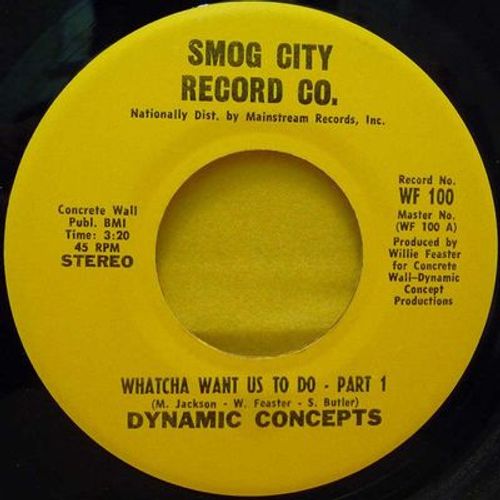 SMOG CITY
RECORD CO.
Nationally Dist. by Mainstream Records, Inc.
Concrete Wall
Publ. BMI
Time: 3:20
45 RPM
STEREO
Record No.
WF 100
Master No.
(WF 100 A)
Produced by
Willie Feaster
for Concrete
Wall-Dynamic
Concept
Productions
WHATCHA WANT US TO DO - PART 1
(M. Jackson - W. Feaster - S. Butler)
DYNAMIC CONCEPTS